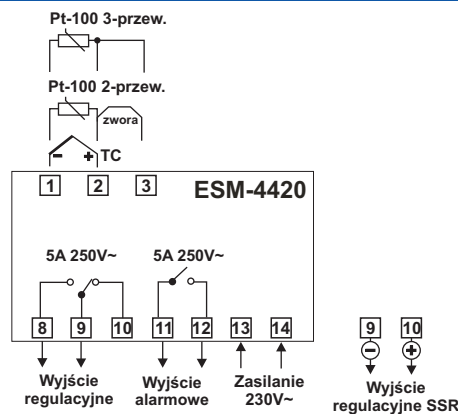 Pt-100 3-przew.
Pt-100 2-przew.
zwora
- + TC
1 2 3
ESM-4420
5A 250V~ 5A 250V~
8 9 10 11 12 13 14
9 10
- +
Wyjście regulacyjne
Wyjście alarmowe
Zasilanie 230V~
Wyjście regulacyjne SSR